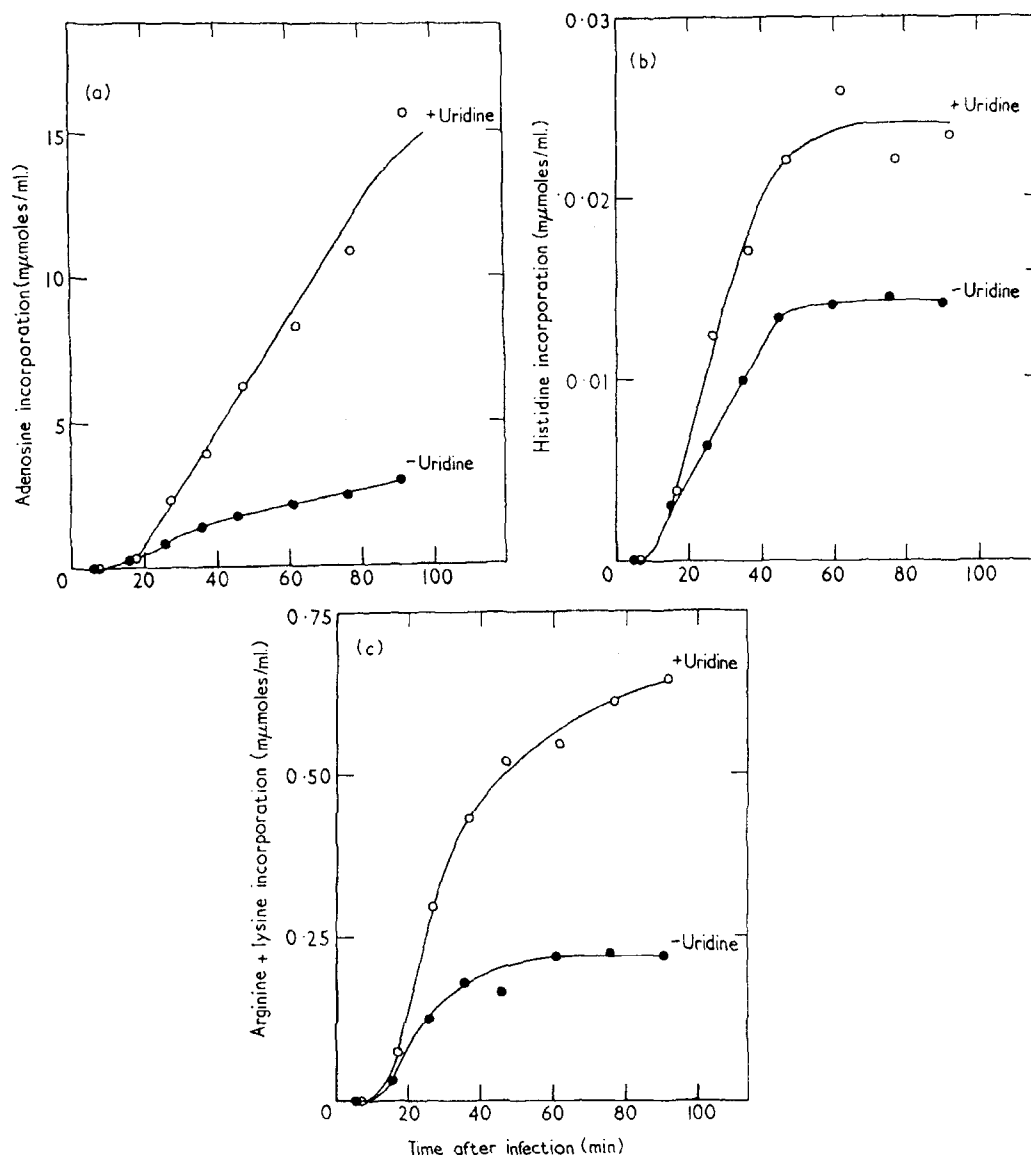 (a)
+Uridine
-Uridine
15
10
5
0
20
40
60
80
100
Adenosine incorporation (mμmoles/ml.)
(b)
+Uridine
-Uridine
0·03
0·02
0·01
0
20
40
60
80
100
Histidine incorporation (mμmoles/ml.)
(c)
+Uridine
-Uridine
0·75
0·50
0·25
0
20
40
60
80
100
Arginine + lysine incorporation (mμmoles/ml.)
Time after infection (min)